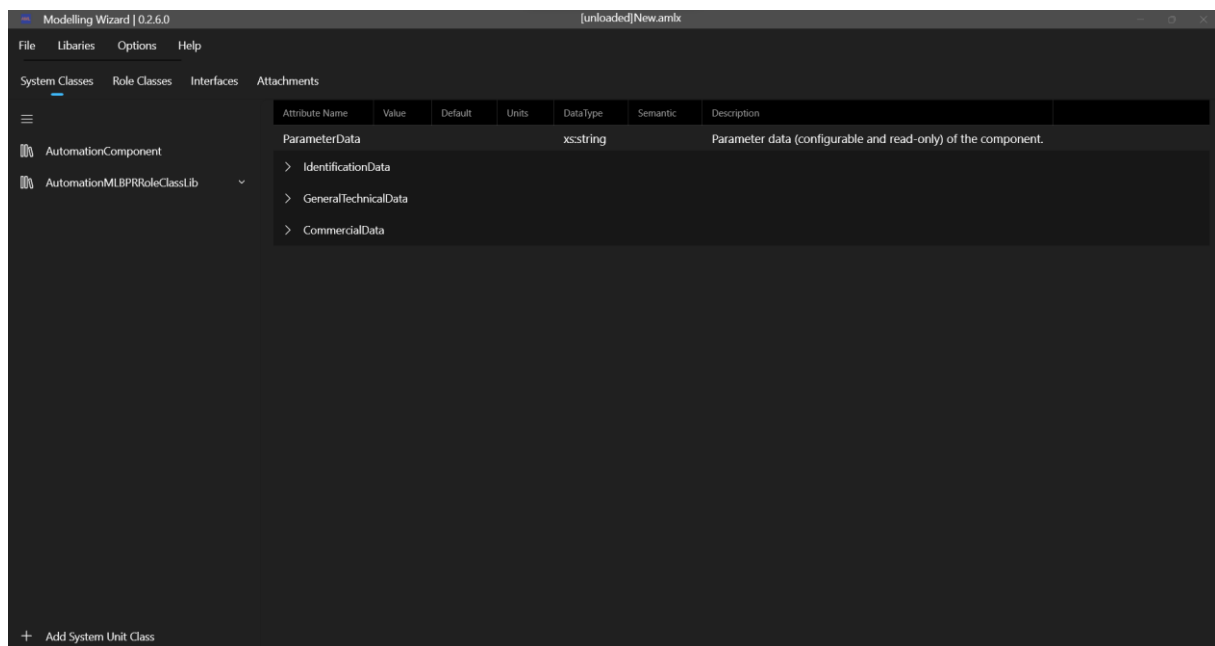 Modelling Wizard | 0.2.6.0 [unloaded]New.amlx
File Libaries Options Help
System Classes Role Classes Interfaces Attachments
Attribute Name Value Default Units DataType Semantic Description
ParameterData xs:string Parameter data (configurable and read-only) of the component.
AutomationComponent
IdentificationData
AutomationMLBPRRoleClassLib
GeneralTechnicalData
CommercialData
+ Add System Unit Class